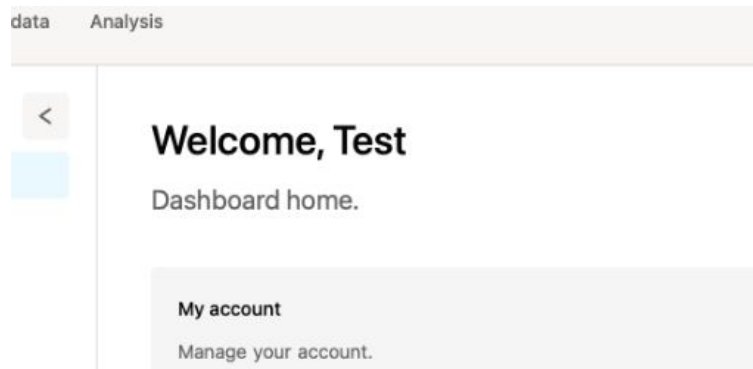 data Analysis
<
Welcome, Test
Dashboard home.
My account
Manage your account.